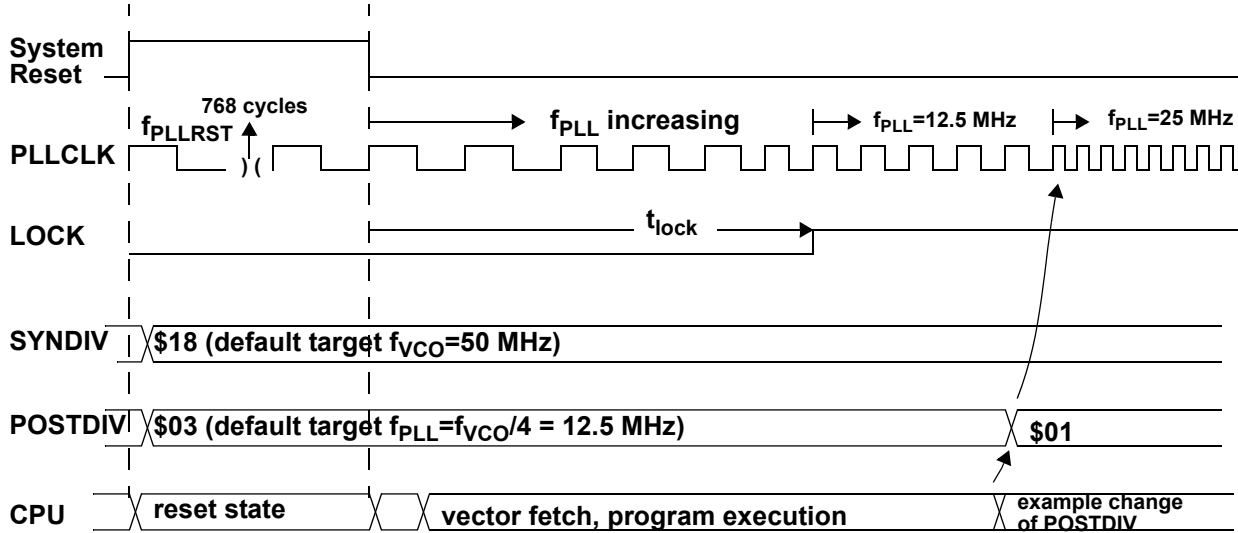 System
Reset
768 cycles
fPLLRST
fPLL increasing
fPLL=12.5 MHz
fPLL=25 MHz
PLLCLK
) (
LOCK
tlock
SYNDIV
$18 (default target fVCO=50 MHz)
POSTDIV
$03 (default target fPLL=fVCO/4 = 12.5 MHz)
$01
CPU
reset state
vector fetch, program execution
example change
of POSTDIV